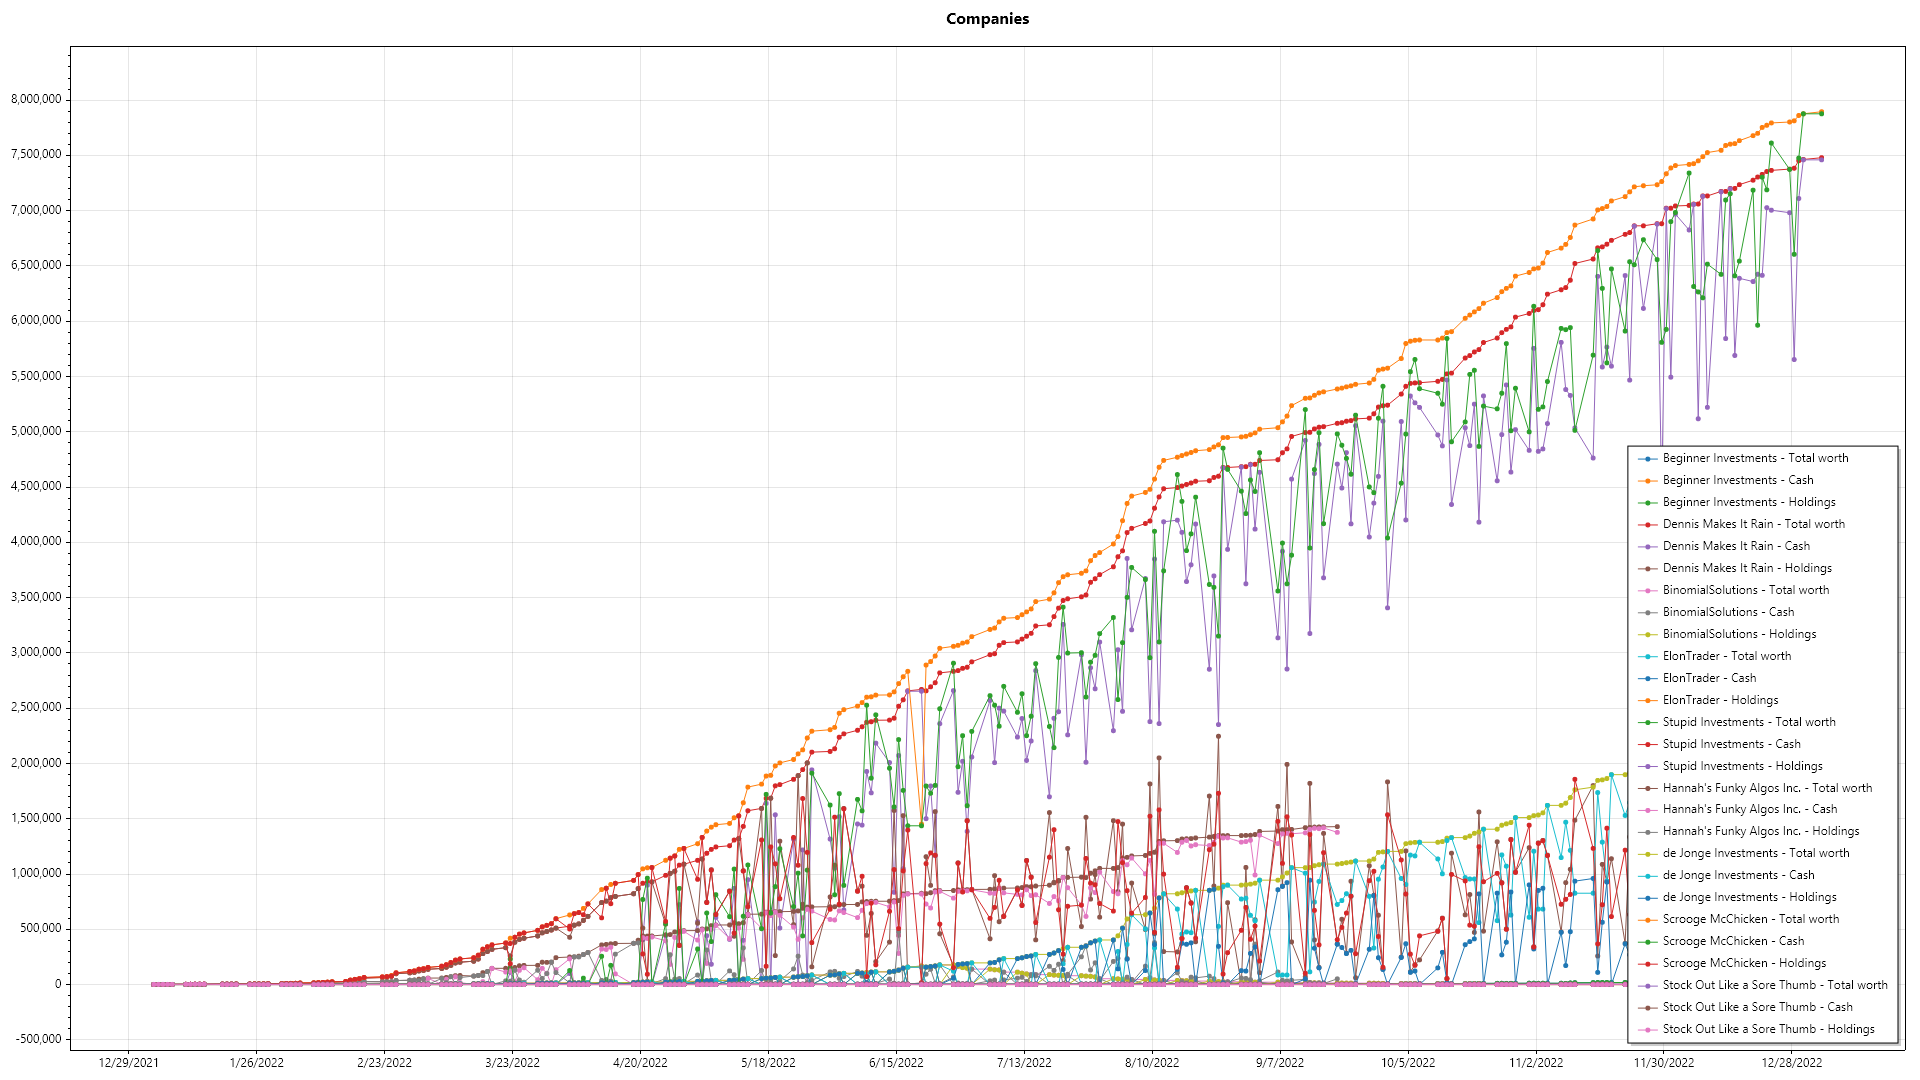 Companies
8,000,000
7,500,000
7,000,000
6,500,000
6,000,000
5,500,000
5,000,000
4,500,000
4,000,000
3,500,000
3,000,000
2,500,000
2,000,000
1,500,000
1,000,000
500,000
0
-500,000
Beginner Investments - Total worth
Beginner Investments - Cash
Beginner Investments - Holdings
Dennis Makes It Rain - Total worth
Dennis Makes It Rain - Cash
Dennis Makes It Rain - Holdings
BinomialSolutions - Total worth
BinomialSolutions - Cash
BinomialSolutions - Holdings
ElonTrader - Total worth
ElonTrader - Cash
ElonTrader - Holdings
Stupid Investments - Total worth
Stupid Investments - Cash
Stupid Investments - Holdings
Hannah's Funky Algos Inc. - Total worth
Hannah's Funky Algos Inc. - Cash
Hannah's Funky Algos Inc. - Holdings
de Jonge Investments - Total worth
de Jonge Investments - Cash
de Jonge Investments - Holdings
Scrooge McChicken - Total worth
Scrooge McChicken - Cash
Scrooge McChicken - Holdings
Stock Out Like a Sore Thumb - Total worth
Stock Out Like a Sore Thumb - Cash
Stock Out Like a Sore Thumb - Holdings
12/29/2021 1/26/2022 2/23/2022 3/23/2022 4/20/2022 5/18/2022 6/15/2022 7/13/2022 8/10/2022 9/7/2022 10/5/2022 11/2/2022 11/30/2022 12/28/2022